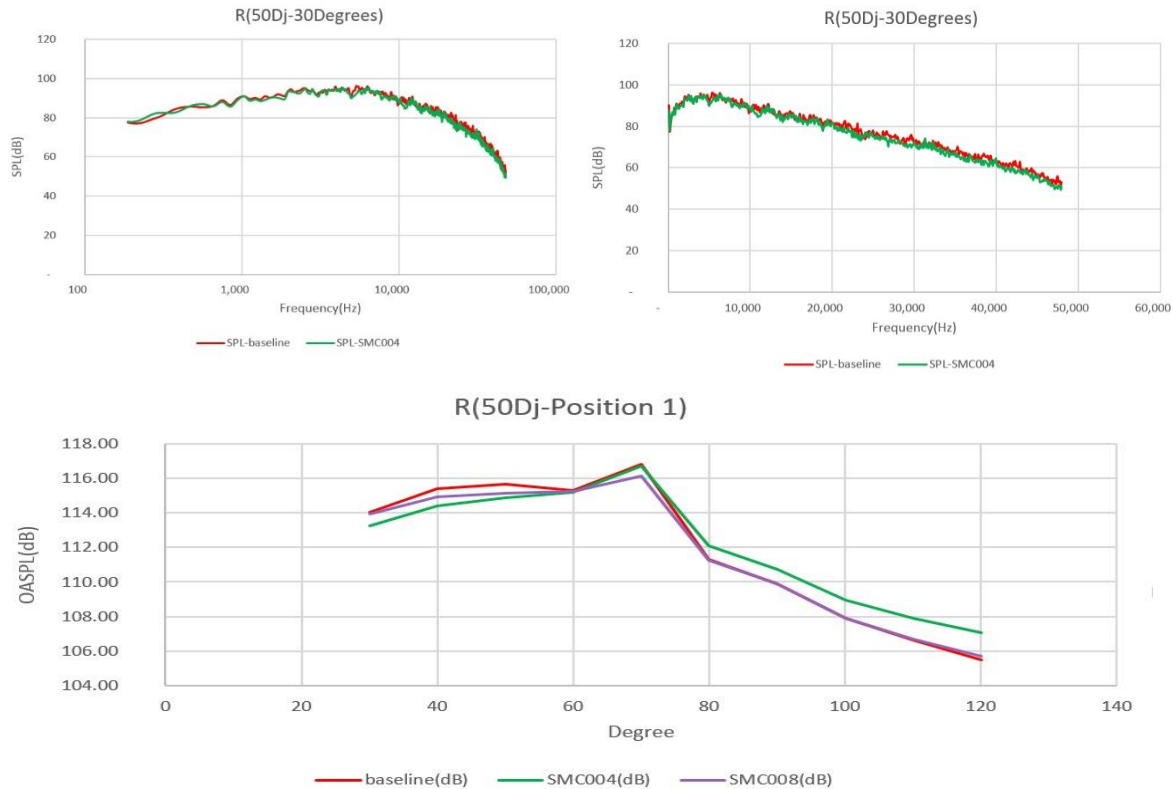 R(50Dj-30Degrees)
120
100
80
60
40
20
-
SPL(dB)
100
1,000
10,000
100,000
Frequency(Hz)
SPL-baseline
SPL-SMC004
R(50Dj-30Degrees)
120
100
80
60
40
20
-
SPL(dB)
-
10,000
20,000
30,000
40,000
50,000
60,000
Frequency(Hz)
SPL-baseline
SPL-SMC004
R(50Dj-Position 1)
118.00
116.00
114.00
112.00
110.00
108.00
106.00
104.00
OASPL(dB)
0
20
40
60
80
100
120
140
Degree
baseline(dB)
SMC004(dB)
SMC008(dB)